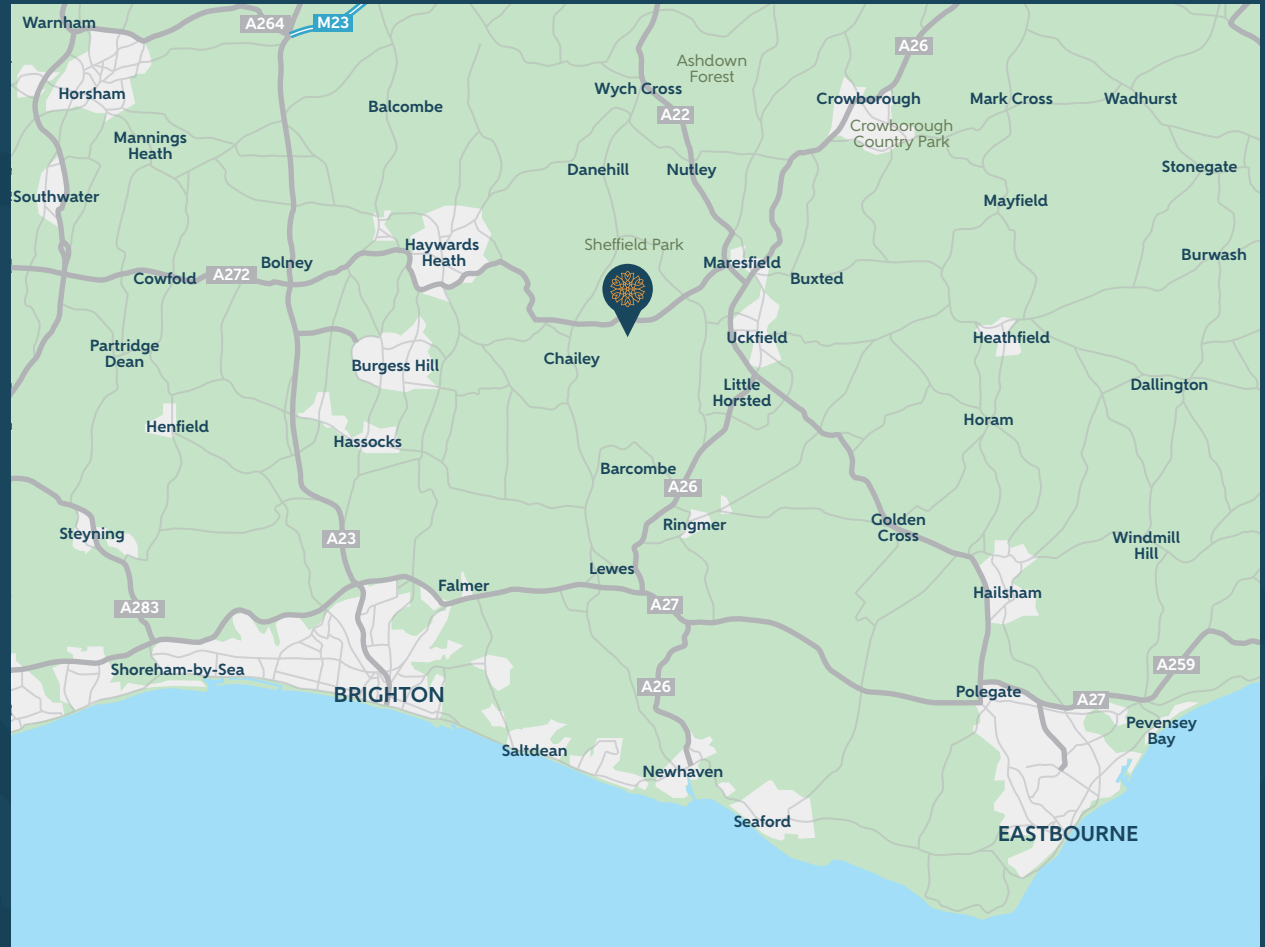 Warnham
A264
M23
A26
Ashdown
Forest
Wych Cross
Horsham
Balcombe
A22
Crowborough
Mark Cross
Wadhurst
Crowborough
Country Park
Mannings
Heath
Danehill
Nutley
Stonegate
Southwater
Mayfield
Haywards
Heath
Sheffield Park
Maresfield
Burwash
Cowfold
A272
Bolney
Buxted
Partridge
Dean
Burgess Hill
Chailey
Uckfield
Heathfield
Little
Horsted
Dallington
Henfield
Hassocks
Horam
Barcombe
A26
Steyning
A23
Ringmer
Golden
Cross
Windmill
Hill
Lewes
Falmer
A283
A27
Hailsham
Shoreham-by-Sea
BRIGHTON
A26
Polegate
A259
A27
Pevensey
Bay
Saltdean
Newhaven
Seaford
EASTBOURNE